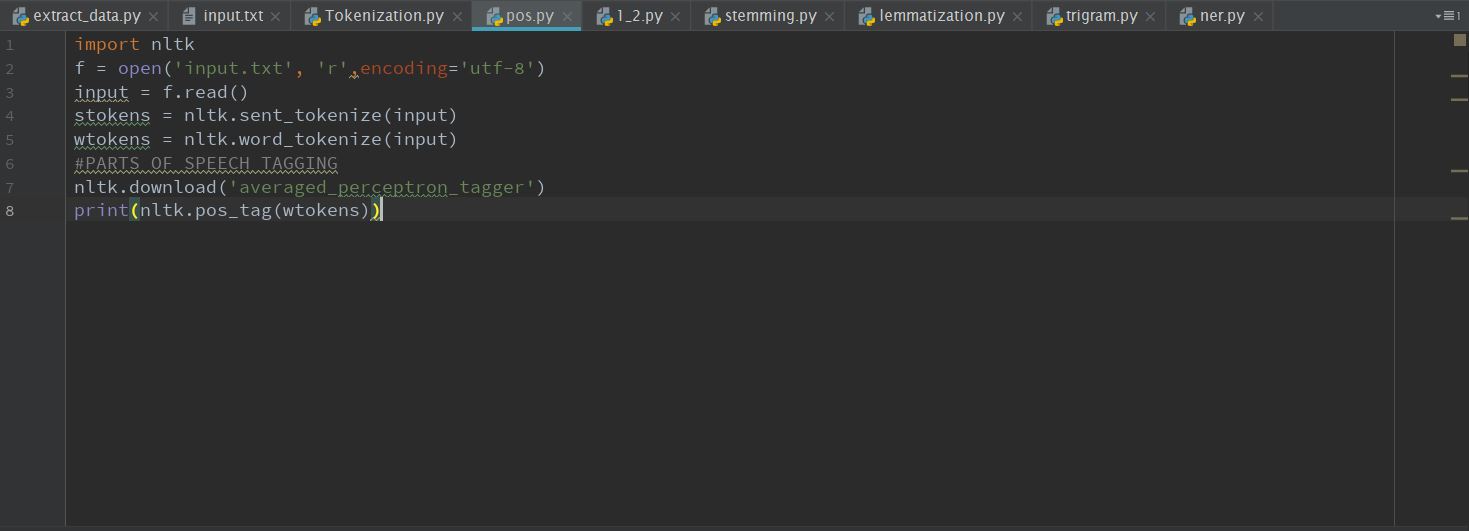 extract_data.py input.txt Tokenization.py pos.py 1_2.py stemming.py lemmatization.py trigram.py ner.py 1
1 import nltk
2 f = open('input.txt', 'r',encoding='utf-8')
3 input = f.read()
4 stokens = nltk.sent_tokenize(input)
5 wtokens = nltk.word_tokenize(input)
6 #PARTS OF SPEECH TAGGING
7 nltk.download('averaged_perceptron_tagger')
8 print(nltk.pos_tag(wtokens))